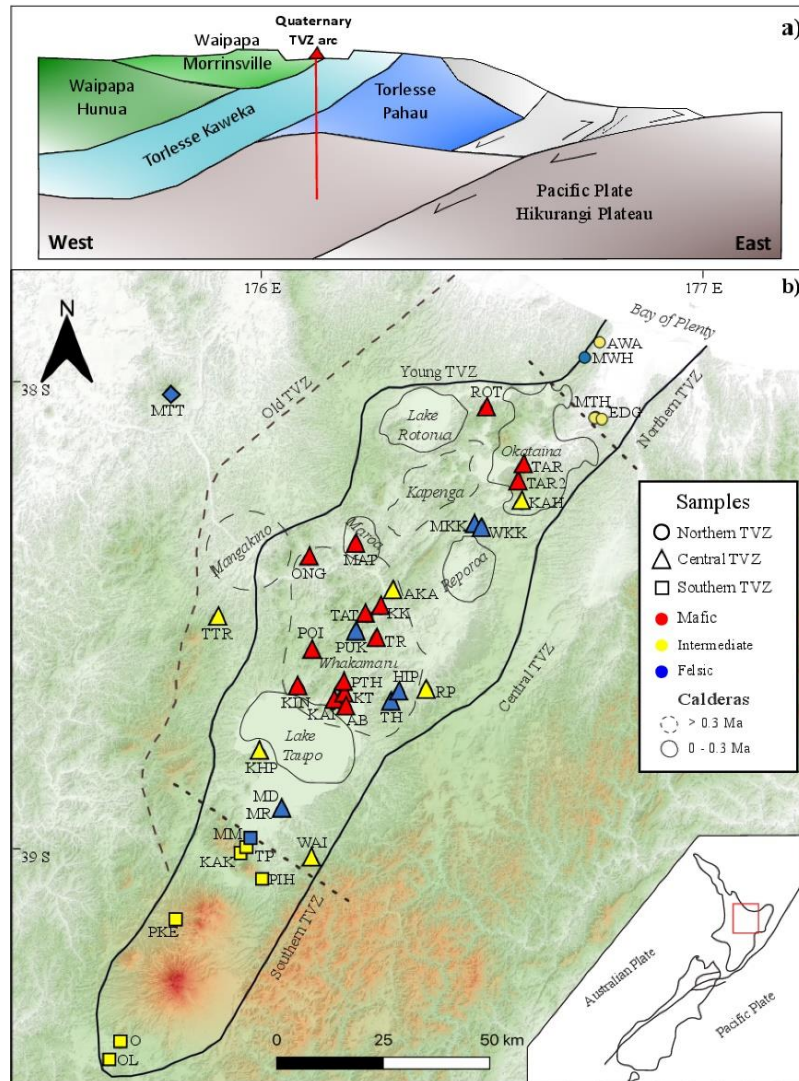 a)
Quaternary
TVZ arc
Waipapa
Morrinsville
Waipapa
Hunua
Torlesse Kaweka
Torlesse
Pahau
Pacific Plate
Hikurangi Plateau
West
East
b)
176 E
177 E
N
Bay of Plenty
AWA
MWH
38 S
Old TVZ
Young TVZ
MTT
ROT
MTH
EDG
Northern TVZ
Lake
Rotorua
Okataina
TAR
TAR2
KAH
Kapenga
MKK
WKK
Mangakino
Maroa
MAP
ONG
Reporoa
AKA
KK
TAT
TTR
PUK
TR
POI
Whakamaru
PTH
HIP
RP
KIN
KT
KAI
AB
TH
Central TVZ
Lake
Taupo
KHP
MD
MR
MM
TP
WAI
39 S
KAK
PIH
PKE
Southern TVZ
O
OL
Samples
Northern TVZ
Central TVZ
Southern TVZ
Mafic
Intermediate
Felsic
Calderas
> 0.3 Ma
0 - 0.3 Ma
Australian Plate
Pacific Plate
0
25
50 km